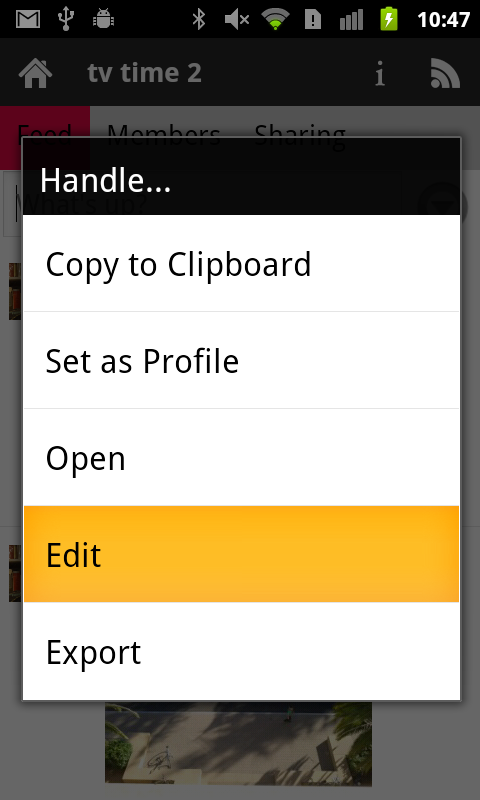 10:47
tv time 2
Feed Members Sharing
What's up?
Handle...
Copy to Clipboard
Set as Profile
Open
Edit
Export